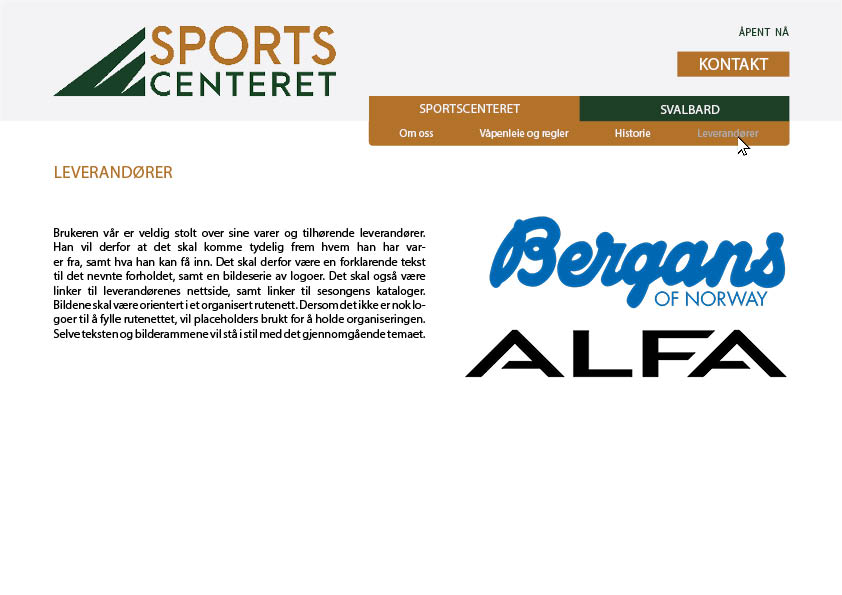 SPORTS
CENTERET
ÅPENT NÅ
KONTAKT
SPORTSCENTERET SVALBARD
Om oss Våpenleie og regler Historie Leverandører
LEVERANDØRER
Brukeren vår er veldig stolt over sine varer og tilhørende leverandører.
Han vil derfor at det skal komme tydelig frem hvem han har var-
er fra, samt hva han kan få inn. Det skal derfor være en forklarende tekst
til det nevnte forholdet, samt en bildeserie av logoer. Det skal også være
linker til leverandørenes nettside, samt linker til sesongens kataloger.
Bildene skal være orientert i et organisert rutenett. Dersom det ikke er nok lo-
goer til å fylle rutenettet, vil placeholders brukt for å holde organiseringen.
Selve teksten og bilderammene vil stå i stil med det gjennomgående temaet.
Bergans
OF NORWAY
ALFA